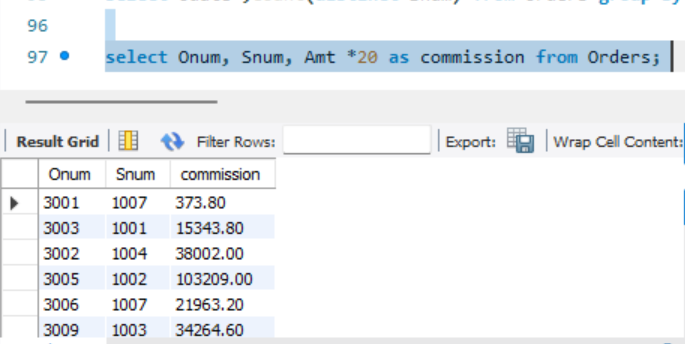 96
97 select Onum, Snum, Amt *20 as commission from Orders;
Result Grid Filter Rows: Export: Wrap Cell Content:
Onum Snum commission
3001 1007 373.80
3003 1001 15343.80
3002 1004 38002.00
3005 1002 103209.00
3006 1007 21963.20
3009 1003 34264.60